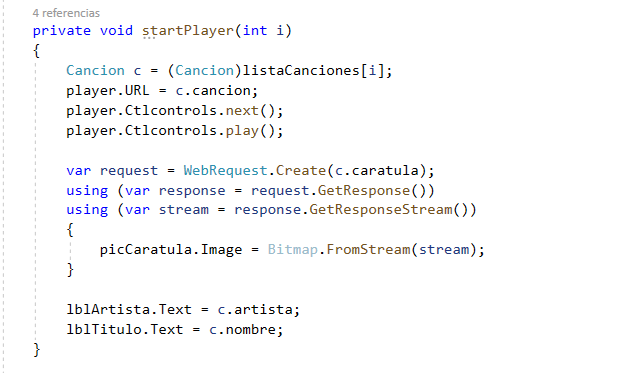 4 referencias
private void startPlayer(int i)
{
Cancion c = (Cancion)listaCanciones[i];
player.URL = c.cancion;
player.Ctlcontrols.next();
player.Ctlcontrols.play();
var request = WebRequest.Create(c.caratula);
using (var response = request.GetResponse())
using (var stream = response.GetResponseStream())
{
picCaratula.Image = Bitmap.FromStream(stream);
}
lblArtista.Text = c.artista;
lblTitulo.Text = c.nombre;
}